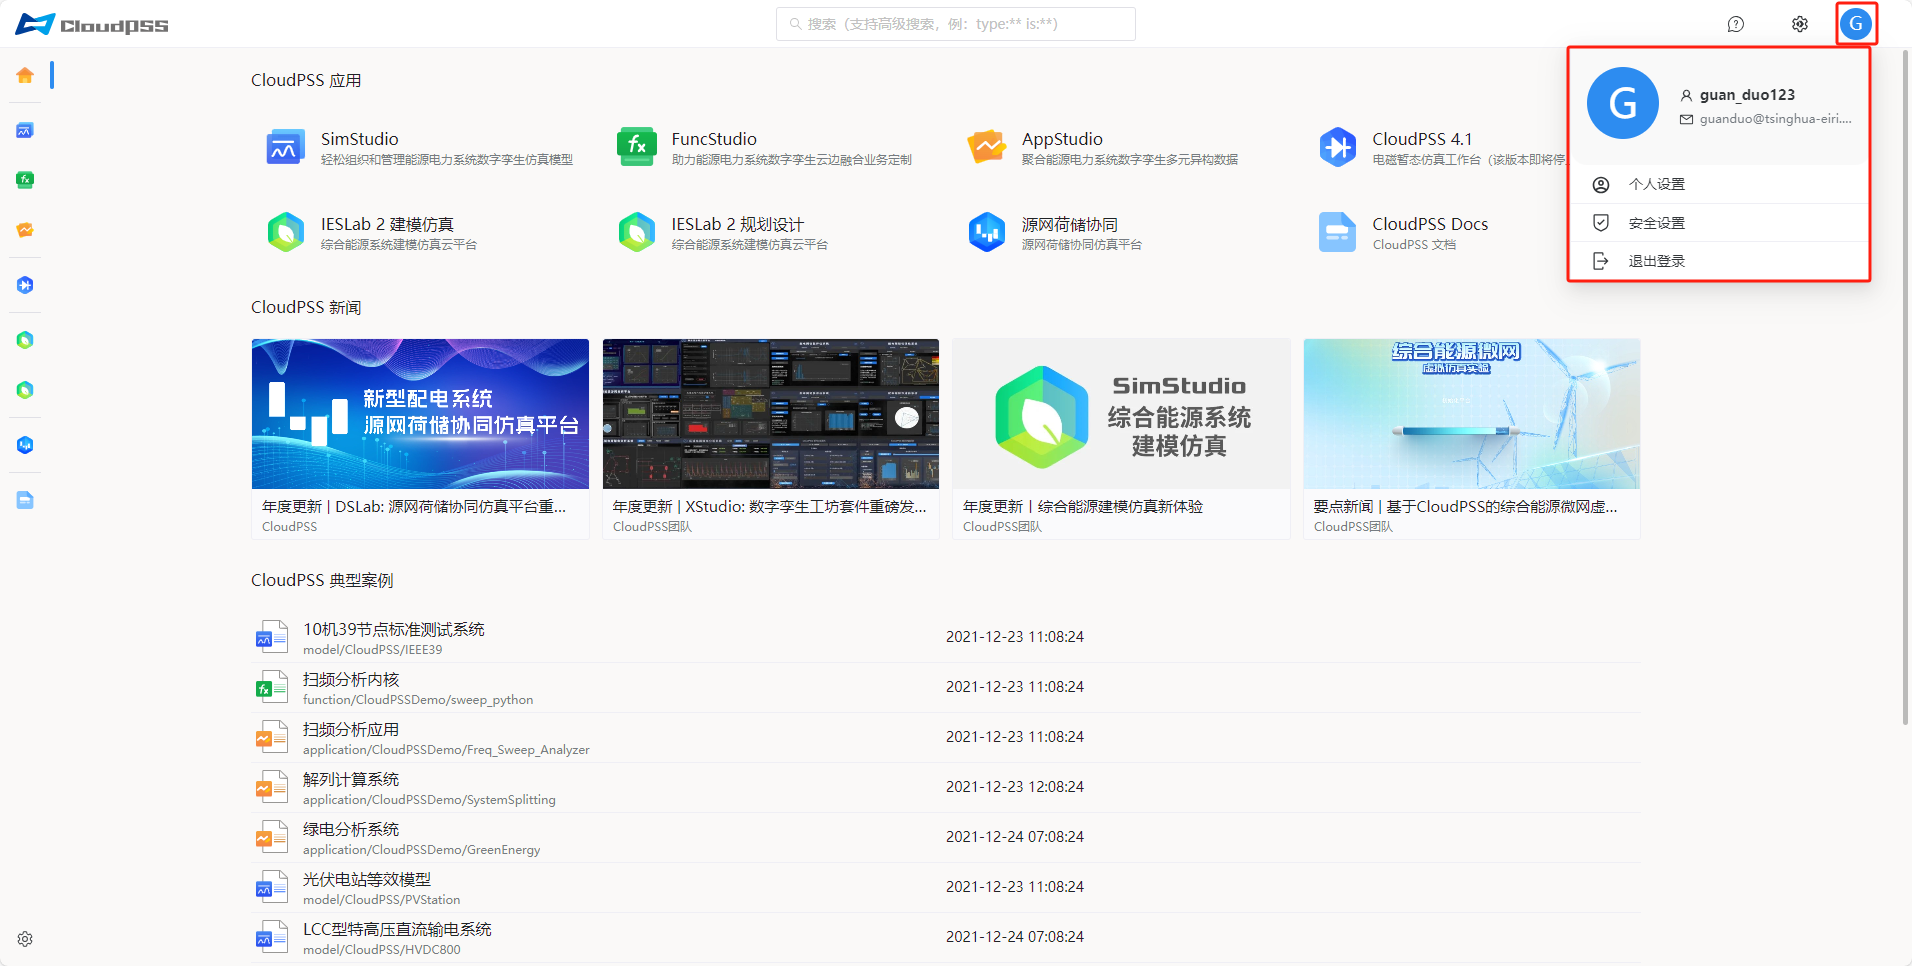 CloudPSS
搜索（支持高级搜索，例：type:** is:**）
G
G
guan_duo123
guanduo@tsinghua-eiri....
个人设置
安全设置
退出登录
CloudPSS 应用
SimStudio
轻松组织和管理能源电力系统数字孪生仿真模型
FuncStudio
助力能源电力系统数字孪生云边融合业务定制
AppStudio
聚合能源电力系统数字孪生多元异构数据
CloudPSS 4.1
电磁暂态仿真工作台（该版本即将停
IESLab 2 建模仿真
综合能源系统建模仿真云平台
IESLab 2 规划设计
综合能源系统建模仿真云平台
源网荷储协同
源网荷储协同仿真平台
CloudPSS Docs
CloudPSS 文档
CloudPSS 新闻
新型配电系统
源网荷储协同仿真平台
SimStudio
综合能源系统
建模仿真
综合能源微网
虚拟仿真实验
年度更新 | DSLab: 源网荷储协同仿真平台重...
CloudPSS
年度更新 | XStudio: 数字孪生工坊套件重磅发...
CloudPSS团队
年度更新丨综合能源建模仿真新体验
CloudPSS团队
要点新闻 | 基于CloudPSS的综合能源微网虚...
CloudPSS团队
CloudPSS 典型案例
10机39节点标准测试系统
model/CloudPSS/IEEE39
2021-12-23 11:08:24
扫频分析内核
function/CloudPSSDemo/sweep_python
2021-12-23 11:08:24
扫频分析应用
application/CloudPSSDemo/Freq_Sweep_Analyzer
2021-12-23 11:08:24
解列计算系统
application/CloudPSSDemo/SystemSplitting
2021-12-23 12:08:24
绿电分析系统
application/CloudPSSDemo/GreenEnergy
2021-12-24 07:08:24
光伏电站等效模型
model/CloudPSS/PVStation
2021-12-23 11:08:24
LCC型特高压直流输电系统
model/CloudPSS/HVDC800
2021-12-24 07:08:24